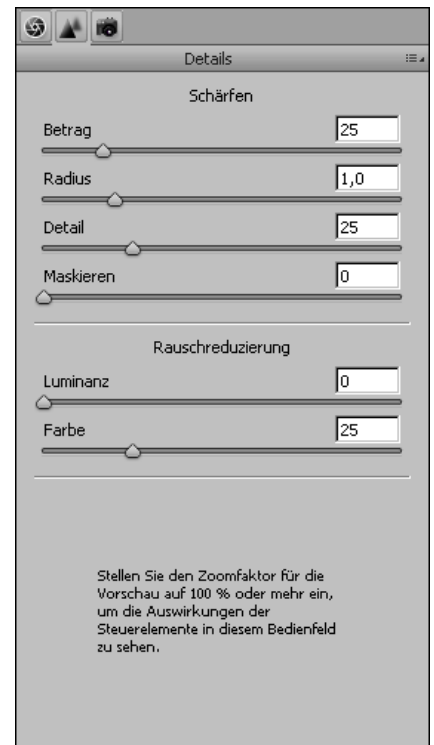 Details
Schärfen
Betrag 25
Radius 1,0
Detail 25
Maskieren 0
Rauschreduzierung
Luminanz 0
Farbe 25
Stellen Sie den Zoomfaktor für die
Vorschau auf 100 % oder mehr ein,
um die Auswirkungen der
Steuerelemente in diesem Bedienfeld
zu sehen.